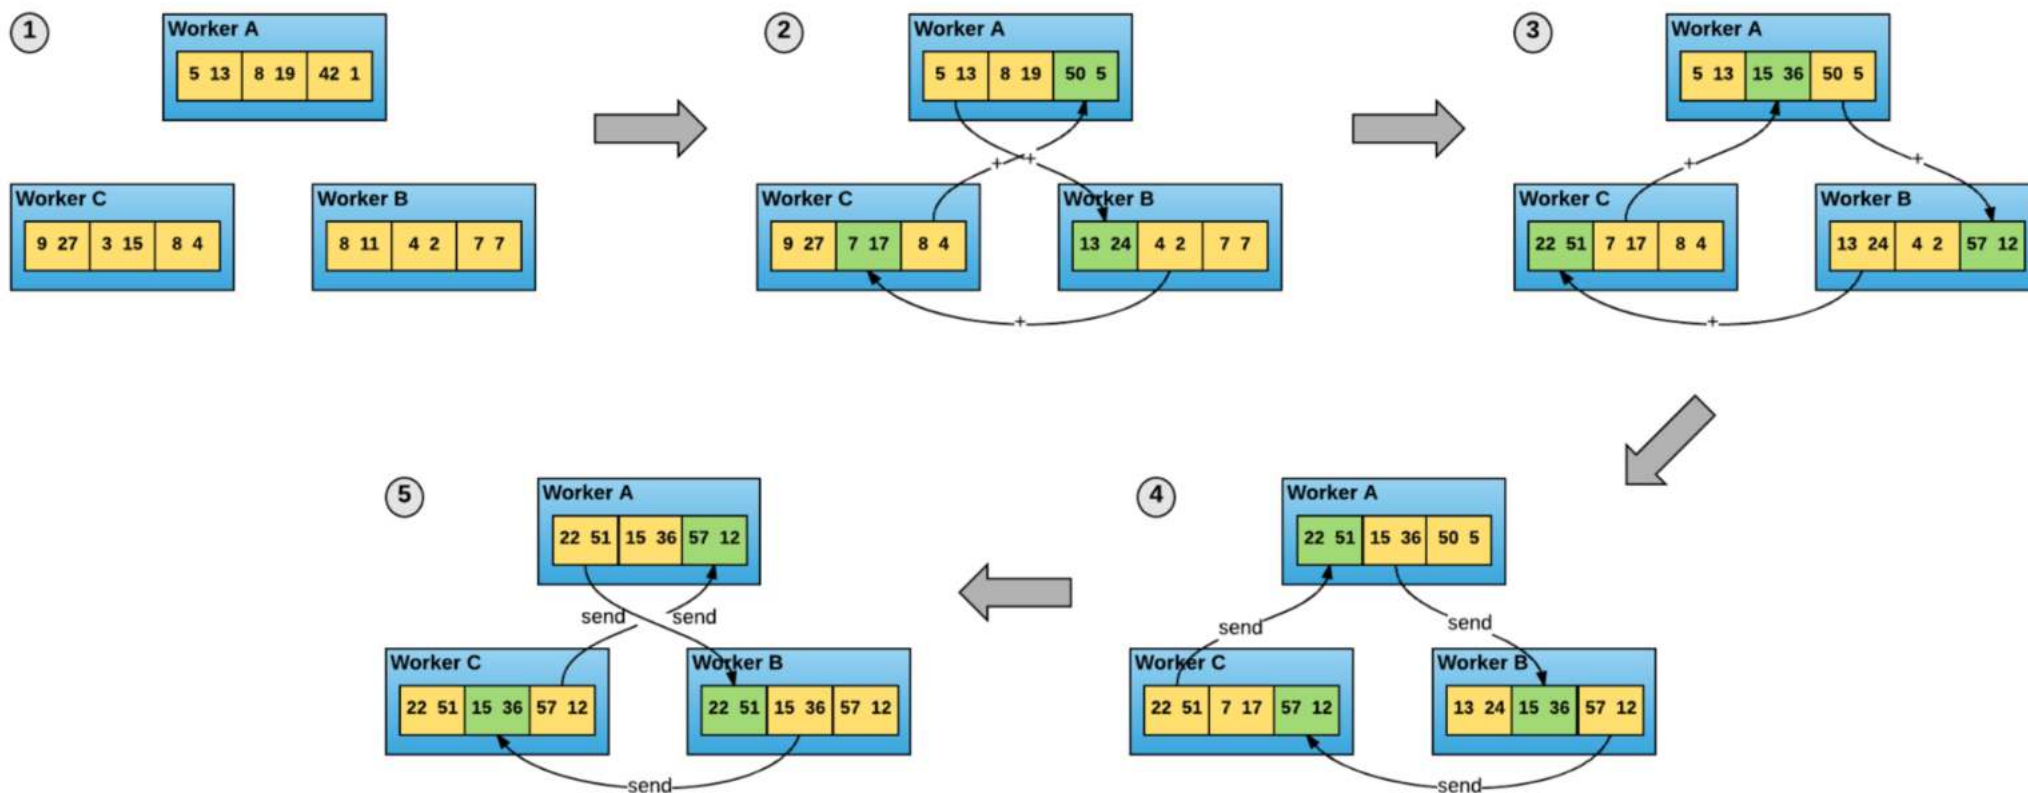 1
Worker A
5 13 8 19 42 1
Worker C
9 27 3 15 8 4
Worker B
8 11 4 2 7 7
2
Worker A
5 13 8 19 50 5
+ +
Worker C
9 27 7 17 8 4
Worker B
13 24 4 2 7 7
+
3
Worker A
5 13 15 36 50 5
+ +
Worker C
22 51 7 17 8 4
Worker B
13 24 4 2 57 12
+
4
Worker A
22 51 15 36 50 5
send send
Worker C
22 51 7 17 57 12
Worker B
13 24 15 36 57 12
send
5
Worker A
22 51 15 36 57 12
send send
Worker C
22 51 15 36 57 12
Worker B
22 51 15 36 57 12
send